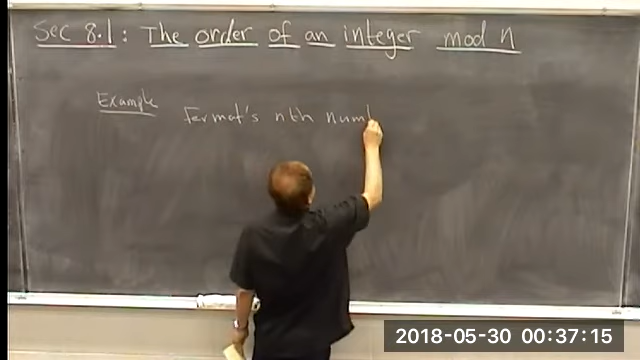 Sec 8.1: The order of an integer mod n
Example Fermat's nth num
2018-05-30 00:37:15